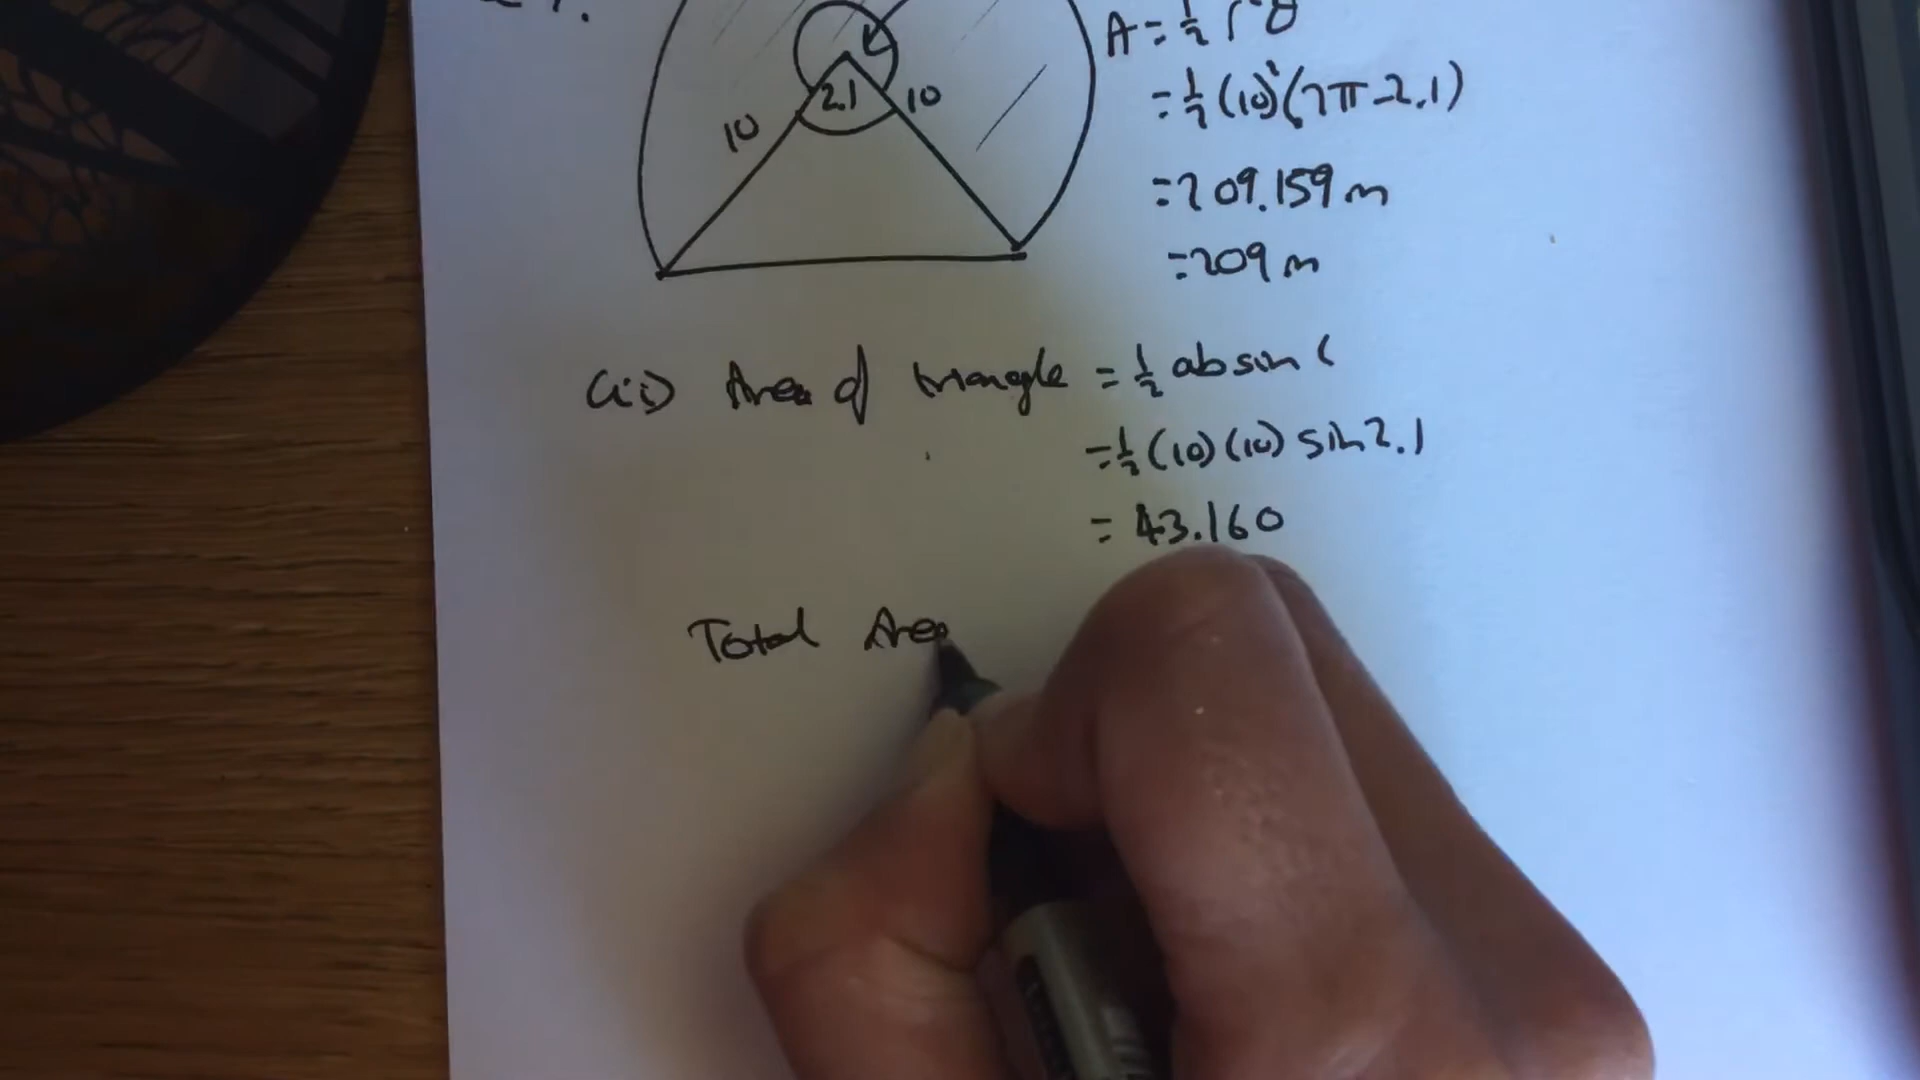 A = ½ r²θ
2.1
10
10
= ½ (10)² (2π - 2.1)
= 209.159 m
= 209 m
(ii) Area of triangle = ½ ab sin C
= ½ (10) (10) sin 2.1
= 43.160
Total Area